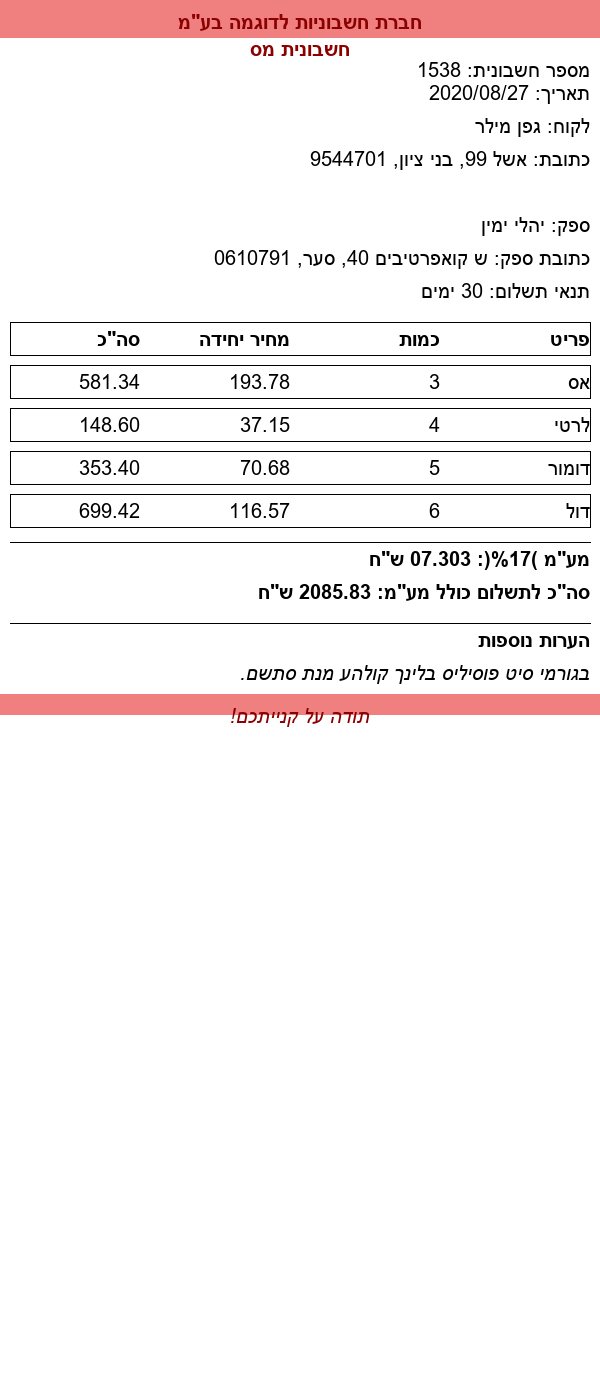 חברת חשבוניות לדוגמה בע"מ
חשבונית מס
מספר חשבונית: 1538
תאריך: 2020/08/27
לקוח: גפן מילר
כתובת: אשל 99, בני ציון, 9544701
ספק: יהלי ימין
כתובת ספק: ש קואפרטיבים 40, סער, 0610791
תנאי תשלום: 30 ימים
פריט כמות מחיר יחידה סה"כ
אס 3 193.78 581.34
לרטי 4 37.15 148.60
דומור 5 70.68 353.40
דול 6 116.57 699.42
מע"מ )17%(: 07.303 ש"ח
סה"כ לתשלום כולל מע"מ: 2085.83 ש"ח
הערות נוספות
בגורמי סיט פוסיליס בלינך קולהע מנת סתשם.
תודה על קנייתכם!